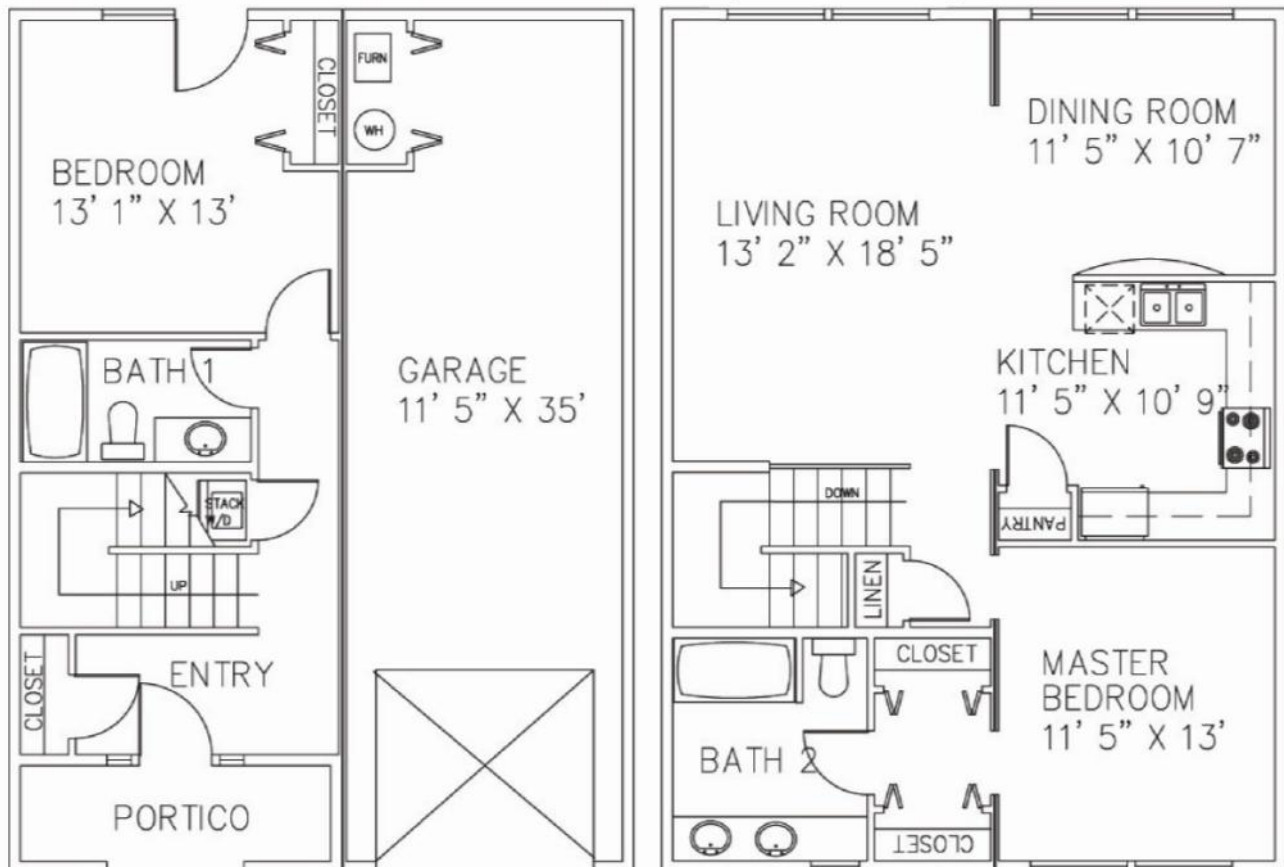 FURN
CLOSET
WH
BEDROOM
13' 1" X 13'
BATH 1
GARAGE
11' 5" X 35'
STACK
W/D
UP
CLOSET
ENTRY
PORTICO
DINING ROOM
11' 5" X 10' 7"
LIVING ROOM
13' 2" X 18' 5"
KITCHEN
11' 5" X 10' 9"
DOWN
PANTRY
LINEN
CLOSET
MASTER
BEDROOM
11' 5" X 13'
BATH 2
CLOSET